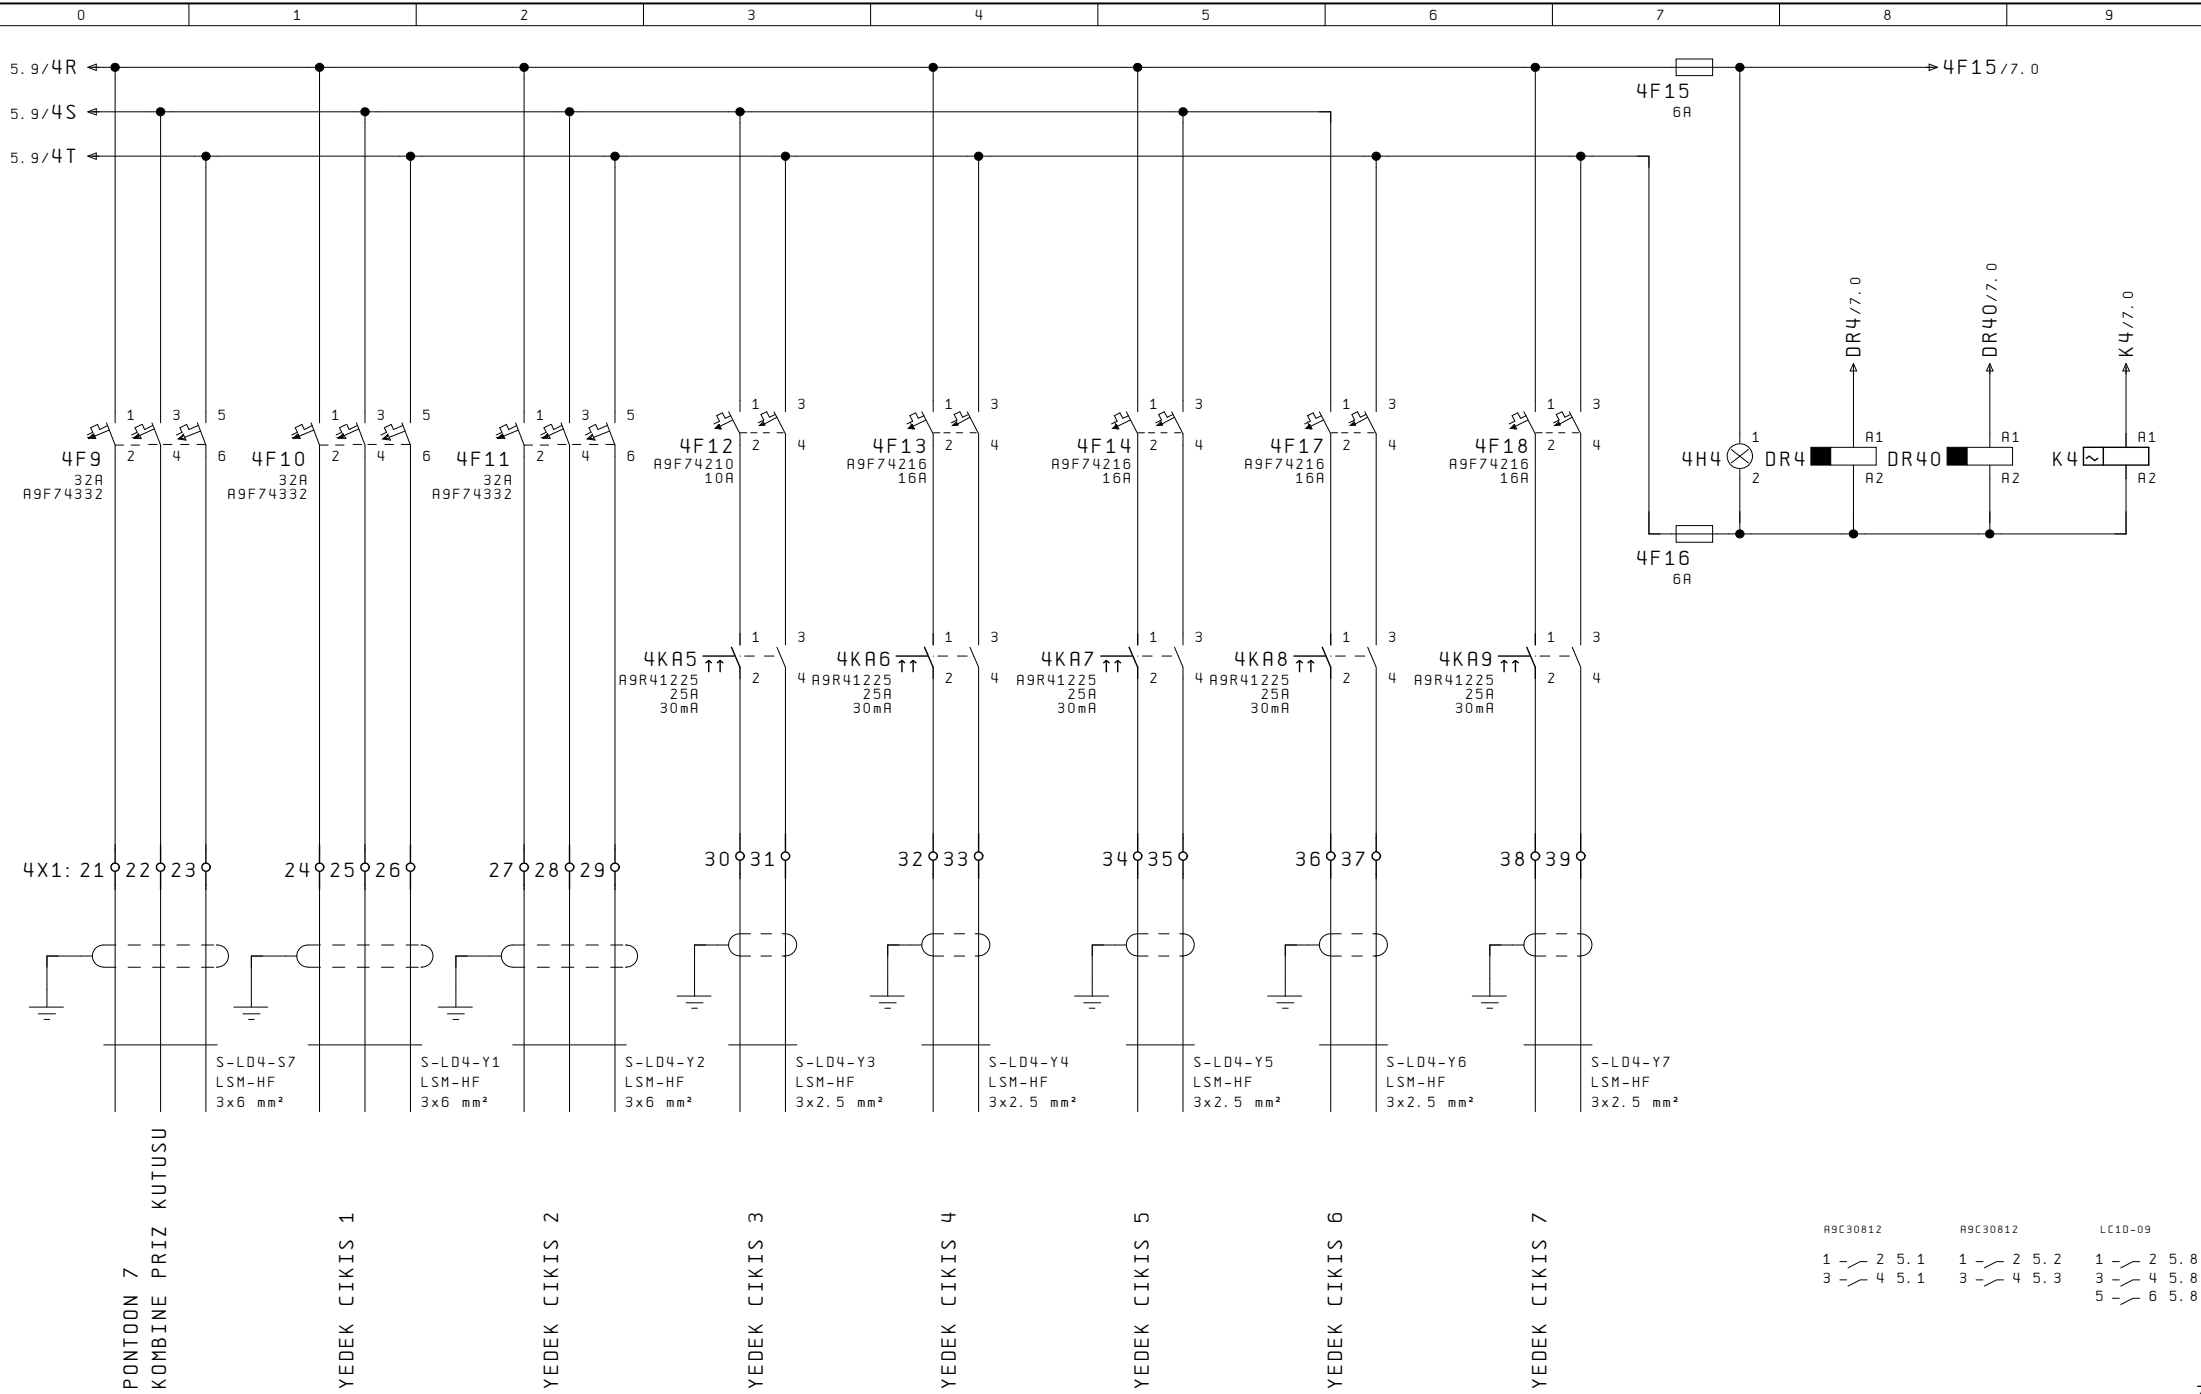 0 1 2 3 4 5 6 7 8 9
5.9/4R
4F15/7.0
4F15
6A
5.9/4S
5.9/4T
DR4/7.0
DR40/7.0
K4/7.0
1 3 5
2 4 6
4F9
32A
A9F74332
1 3 5
2 4 6
4F10
32A
A9F74332
1 3 5
2 4 6
4F11
32A
A9F74332
1 3
2 4
4F12
A9F74210
10A
1 3
2 4
4F13
A9F74216
16A
1 3
2 4
4F14
A9F74216
16A
1 3
2 4
4F17
A9F74216
16A
1 3
2 4
4F18
A9F74216
16A
4H4
1
2
DR4
A1
A2
DR40
A1
A2
K4
A1
A2
4F16
6A
1 3
2 4
4KA5
A9R41225
25A
30mA
1 3
2 4
4KA6
A9R41225
25A
30mA
1 3
2 4
4KA7
A9R41225
25A
30mA
1 3
2 4
4KA8
A9R41225
25A
30mA
1 3
2 4
4KA9
A9R41225
25A
30mA
4X1: 21 22 23 24 25 26 27 28 29 30 31 32 33 34 35 36 37 38 39
S-LD4-S7
LSM-HF
3x6 mm²
S-LD4-Y1
LSM-HF
3x6 mm²
S-LD4-Y2
LSM-HF
3x6 mm²
S-LD4-Y3
LSM-HF
3x2.5 mm²
S-LD4-Y4
LSM-HF
3x2.5 mm²
S-LD4-Y5
LSM-HF
3x2.5 mm²
S-LD4-Y6
LSM-HF
3x2.5 mm²
S-LD4-Y7
LSM-HF
3x2.5 mm²
PONTOON 7
KOMBINE PRIZ KUTUSU
YEDEK CIKIS 1
YEDEK CIKIS 2
YEDEK CIKIS 3
YEDEK CIKIS 4
YEDEK CIKIS 5
YEDEK CIKIS 6
YEDEK CIKIS 7
A9C30812
1 2 5.1
3 4 5.1
A9C30812
1 2 5.2
3 4 5.3
LC1D-09
1 2 5.8
3 4 5.8
5 6 5.8